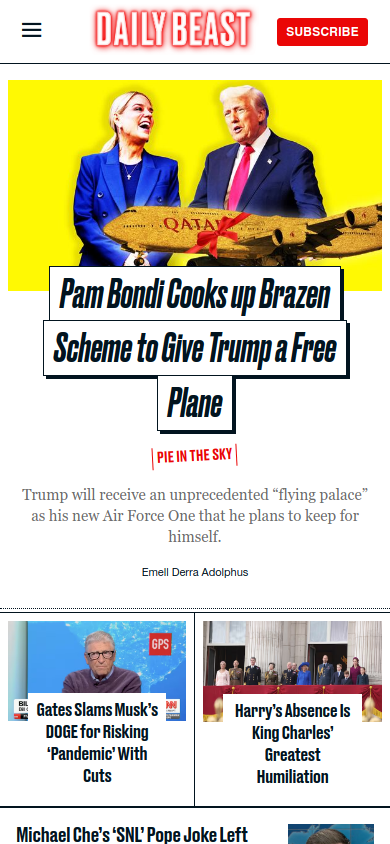 DAILY BEAST
SUBSCRIBE
QATAR
Pam Bondi Cooks up Brazen
Scheme to Give Trump a Free
Plane
PIE IN THE SKY
Trump will receive an unprecedented “flying palace”
as his new Air Force One that he plans to keep for
himself.
Emell Derra Adolphus
GPS
Gates Slams Musk’s
DOGE for Risking
‘Pandemic’ With
Cuts
Harry’s Absence Is
King Charles’
Greatest
Humiliation
Michael Che’s ‘SNL’ Pope Joke Left